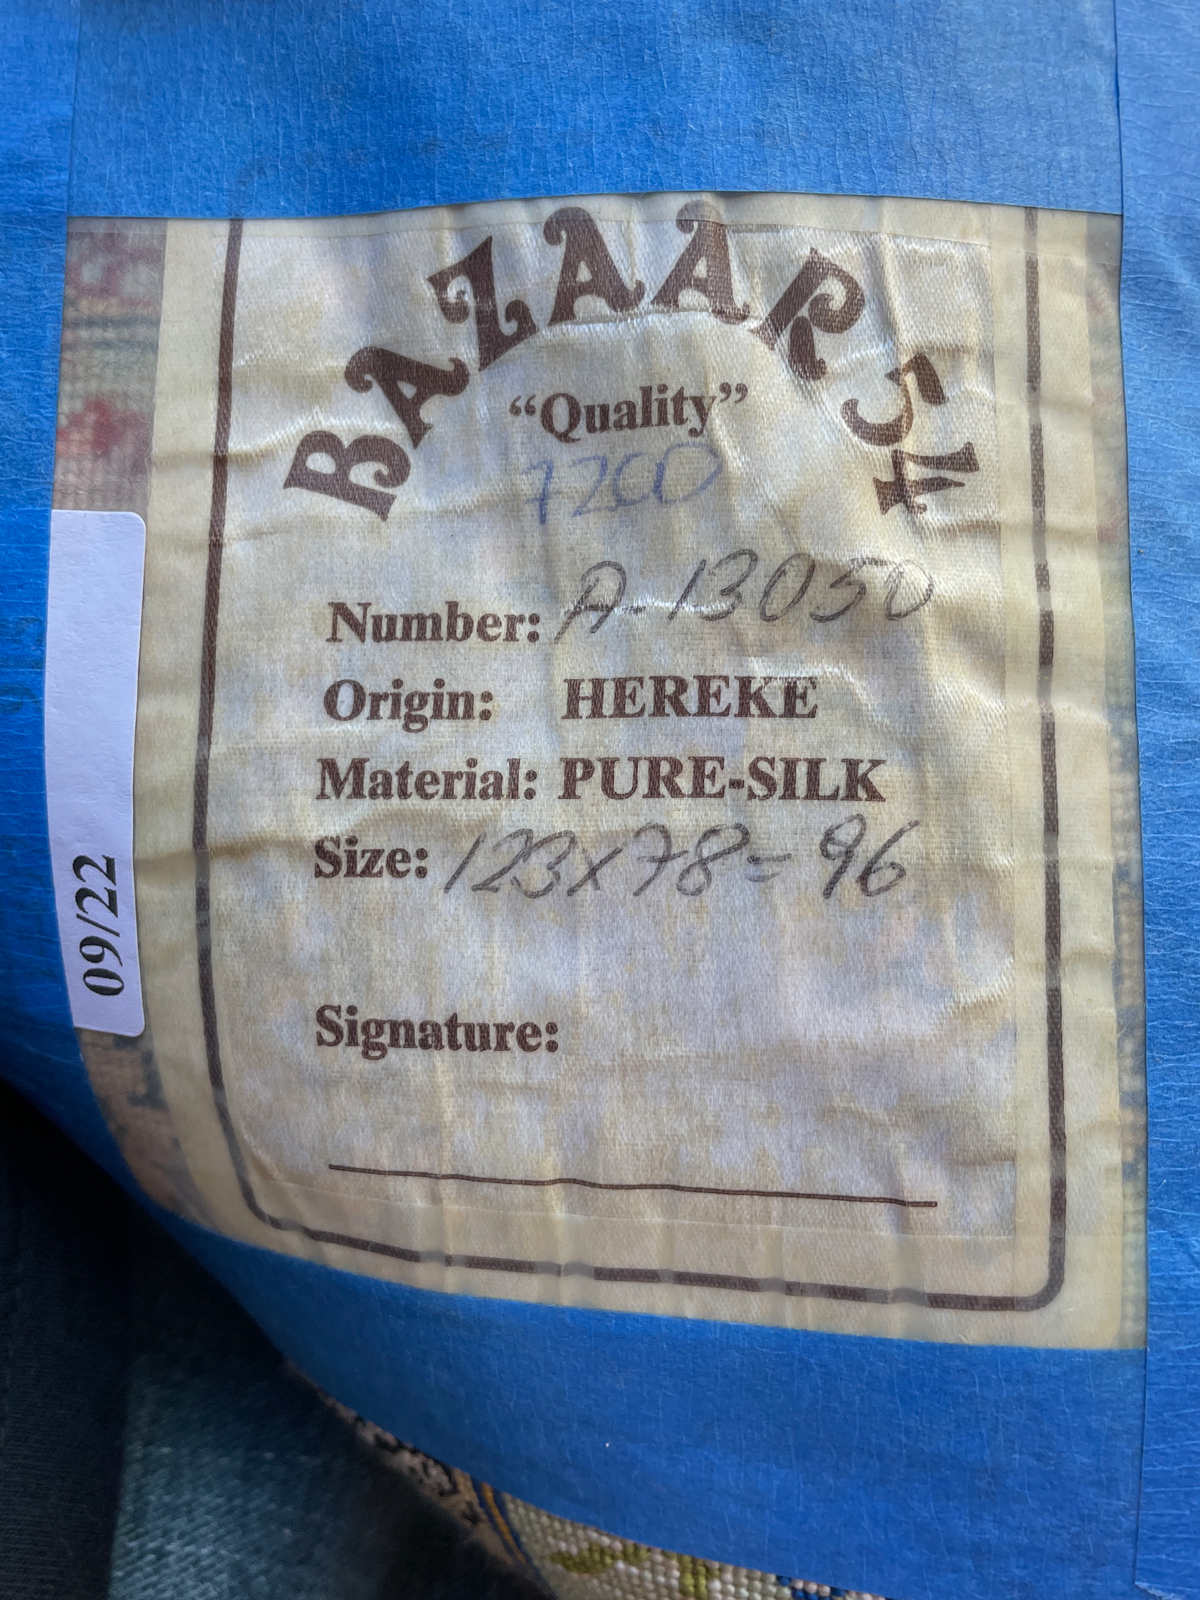 BAZAAR 54
“Quality”
7200
Number: A-13050
Origin: HEREKE
Material: PURE-SILK
Size: 123x78=96
Signature:
09/22